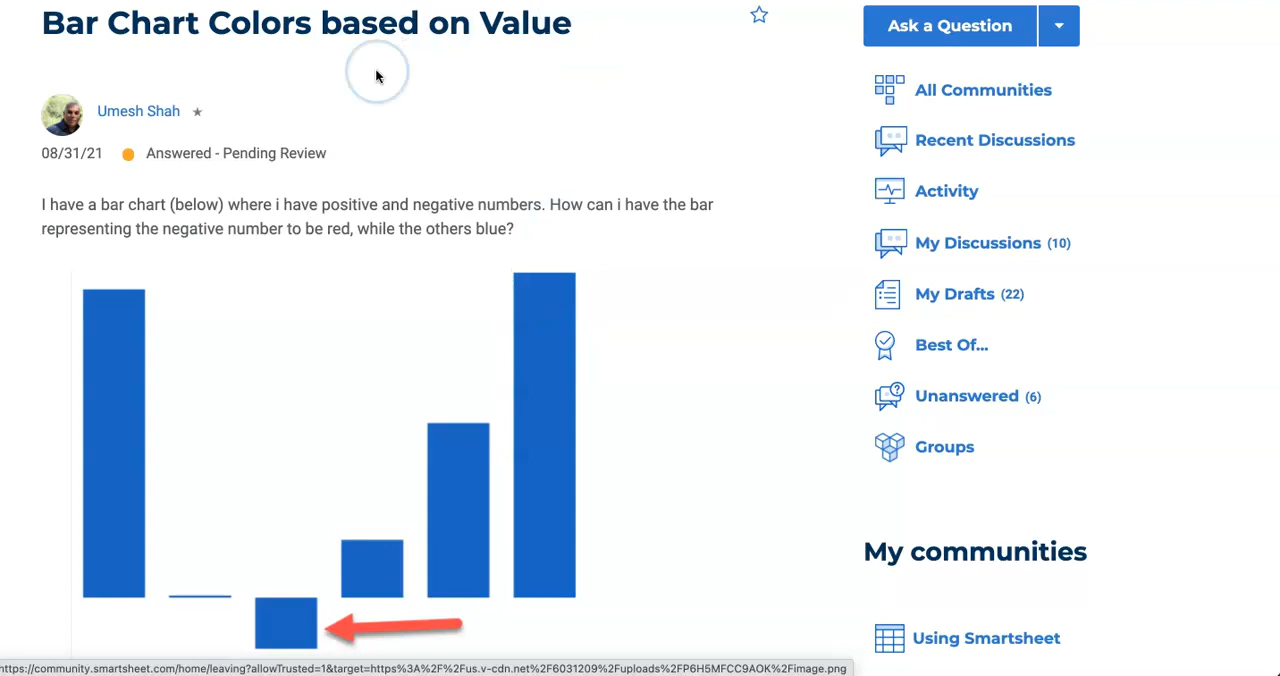 Bar Chart Colors based on Value
Umesh Shah
08/31/21 Answered - Pending Review
I have a bar chart (below) where i have positive and negative numbers. How can i have the bar
representing the negative number to be red, while the others blue?
Ask a Question
All Communities
Recent Discussions
Activity
My Discussions (10)
My Drafts (22)
Best Of...
Unanswered (6)
Groups
My communities
Using Smartsheet
https://community.smartsheet.com/home/leaving?allowTrusted=1&target=https%3A%2F%2Fus.v-cdn.net%2F6031209%2Fuploads%2FP6H5MFCC9AOK%2Fimage.png